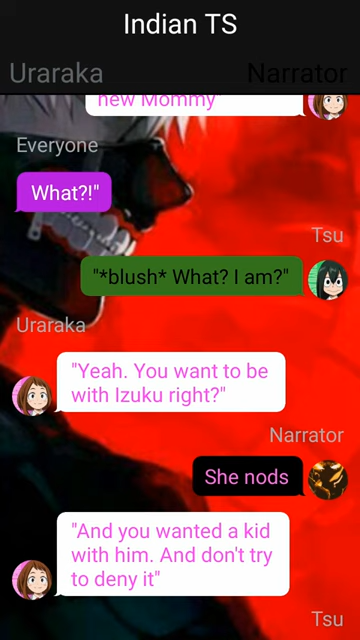 Indian TS
Uraraka
Narrator
new Mommy"
Everyone
What?!"
Tsu
"*blush* What? I am?"
Uraraka
"Yeah. You want to be
with Izuku right?"
Narrator
She nods
"And you wanted a kid
with him. And don't try
to deny it"
Tsu